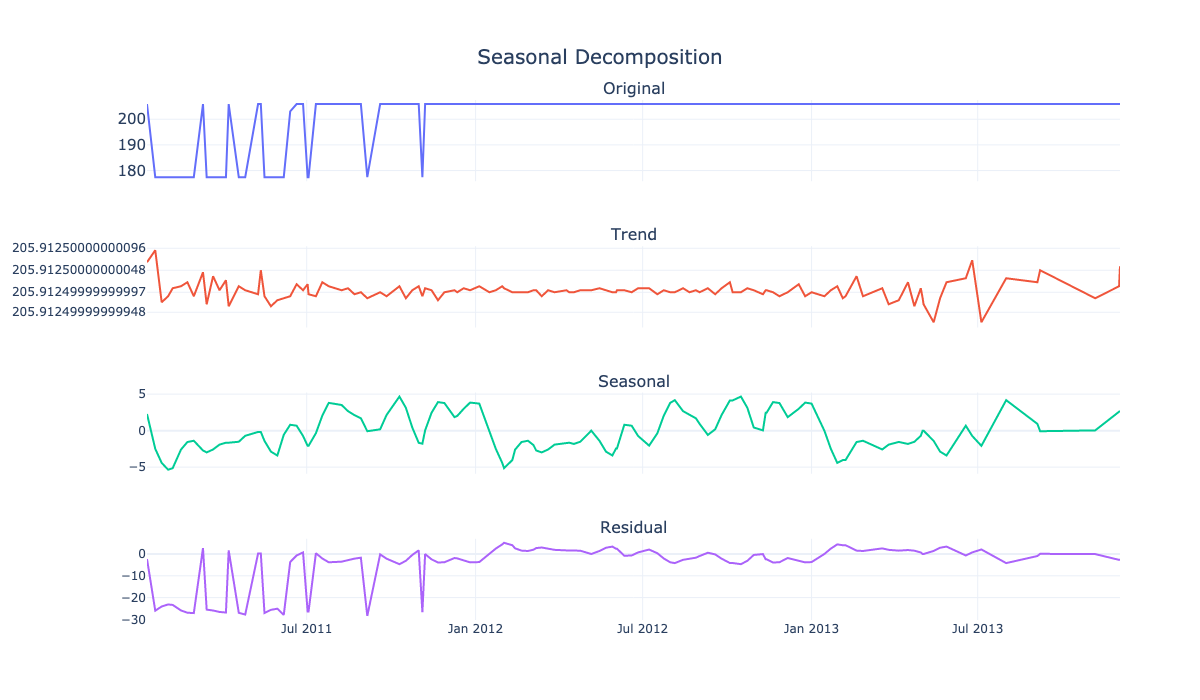 Seasonal Decomposition
Original
200
190
180
Trend
205.91250000000096
205.91250000000048
205.91249999999997
205.91249999999948
Seasonal
5
0
−5
Residual
0
−10
−20
−30
Jul 2011 Jan 2012 Jul 2012 Jan 2013 Jul 2013